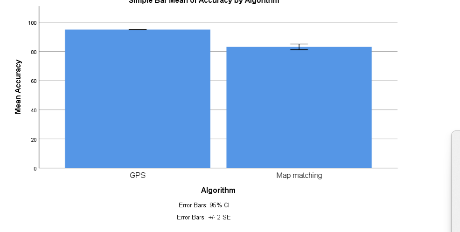 Simple Bar Mean of Accuracy by Algorithm
100
80
60
40
20
0
Mean Accuracy
GPS Map matching
Algorithm
Error Bars: 95% CI
Error Bars: +/- 2 SE